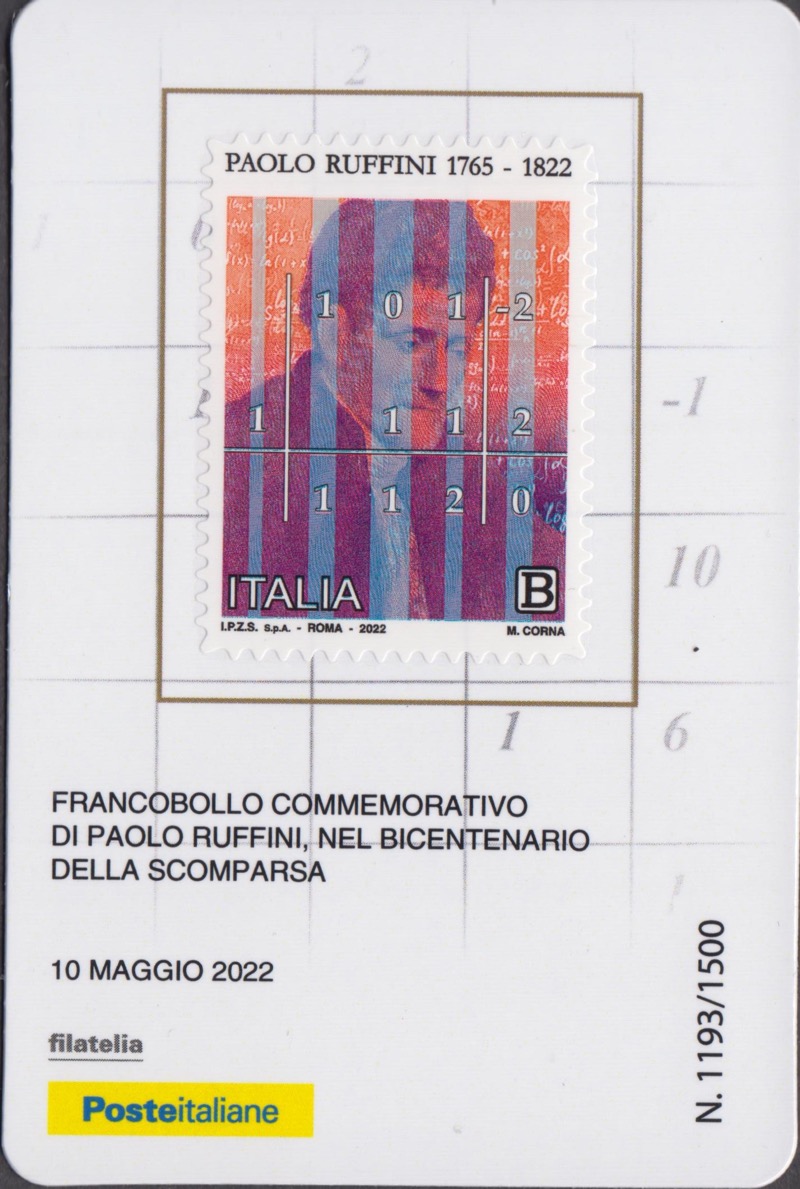 2
PAOLO RUFFINI 1765 - 1822
1 0 1 -2
1 1 1 2
1 1 2 0
ITALIA B
I.P.Z.S. S.p.A. - ROMA - 2022 M. CORNA
-1
10
1 6
1
FRANCOBOLLO COMMEMORATIVO
DI PAOLO RUFFINI, NEL BICENTENARIO
DELLA SCOMPARSA
10 MAGGIO 2022
filatelia
Posteitaliane
N. 1193/1500